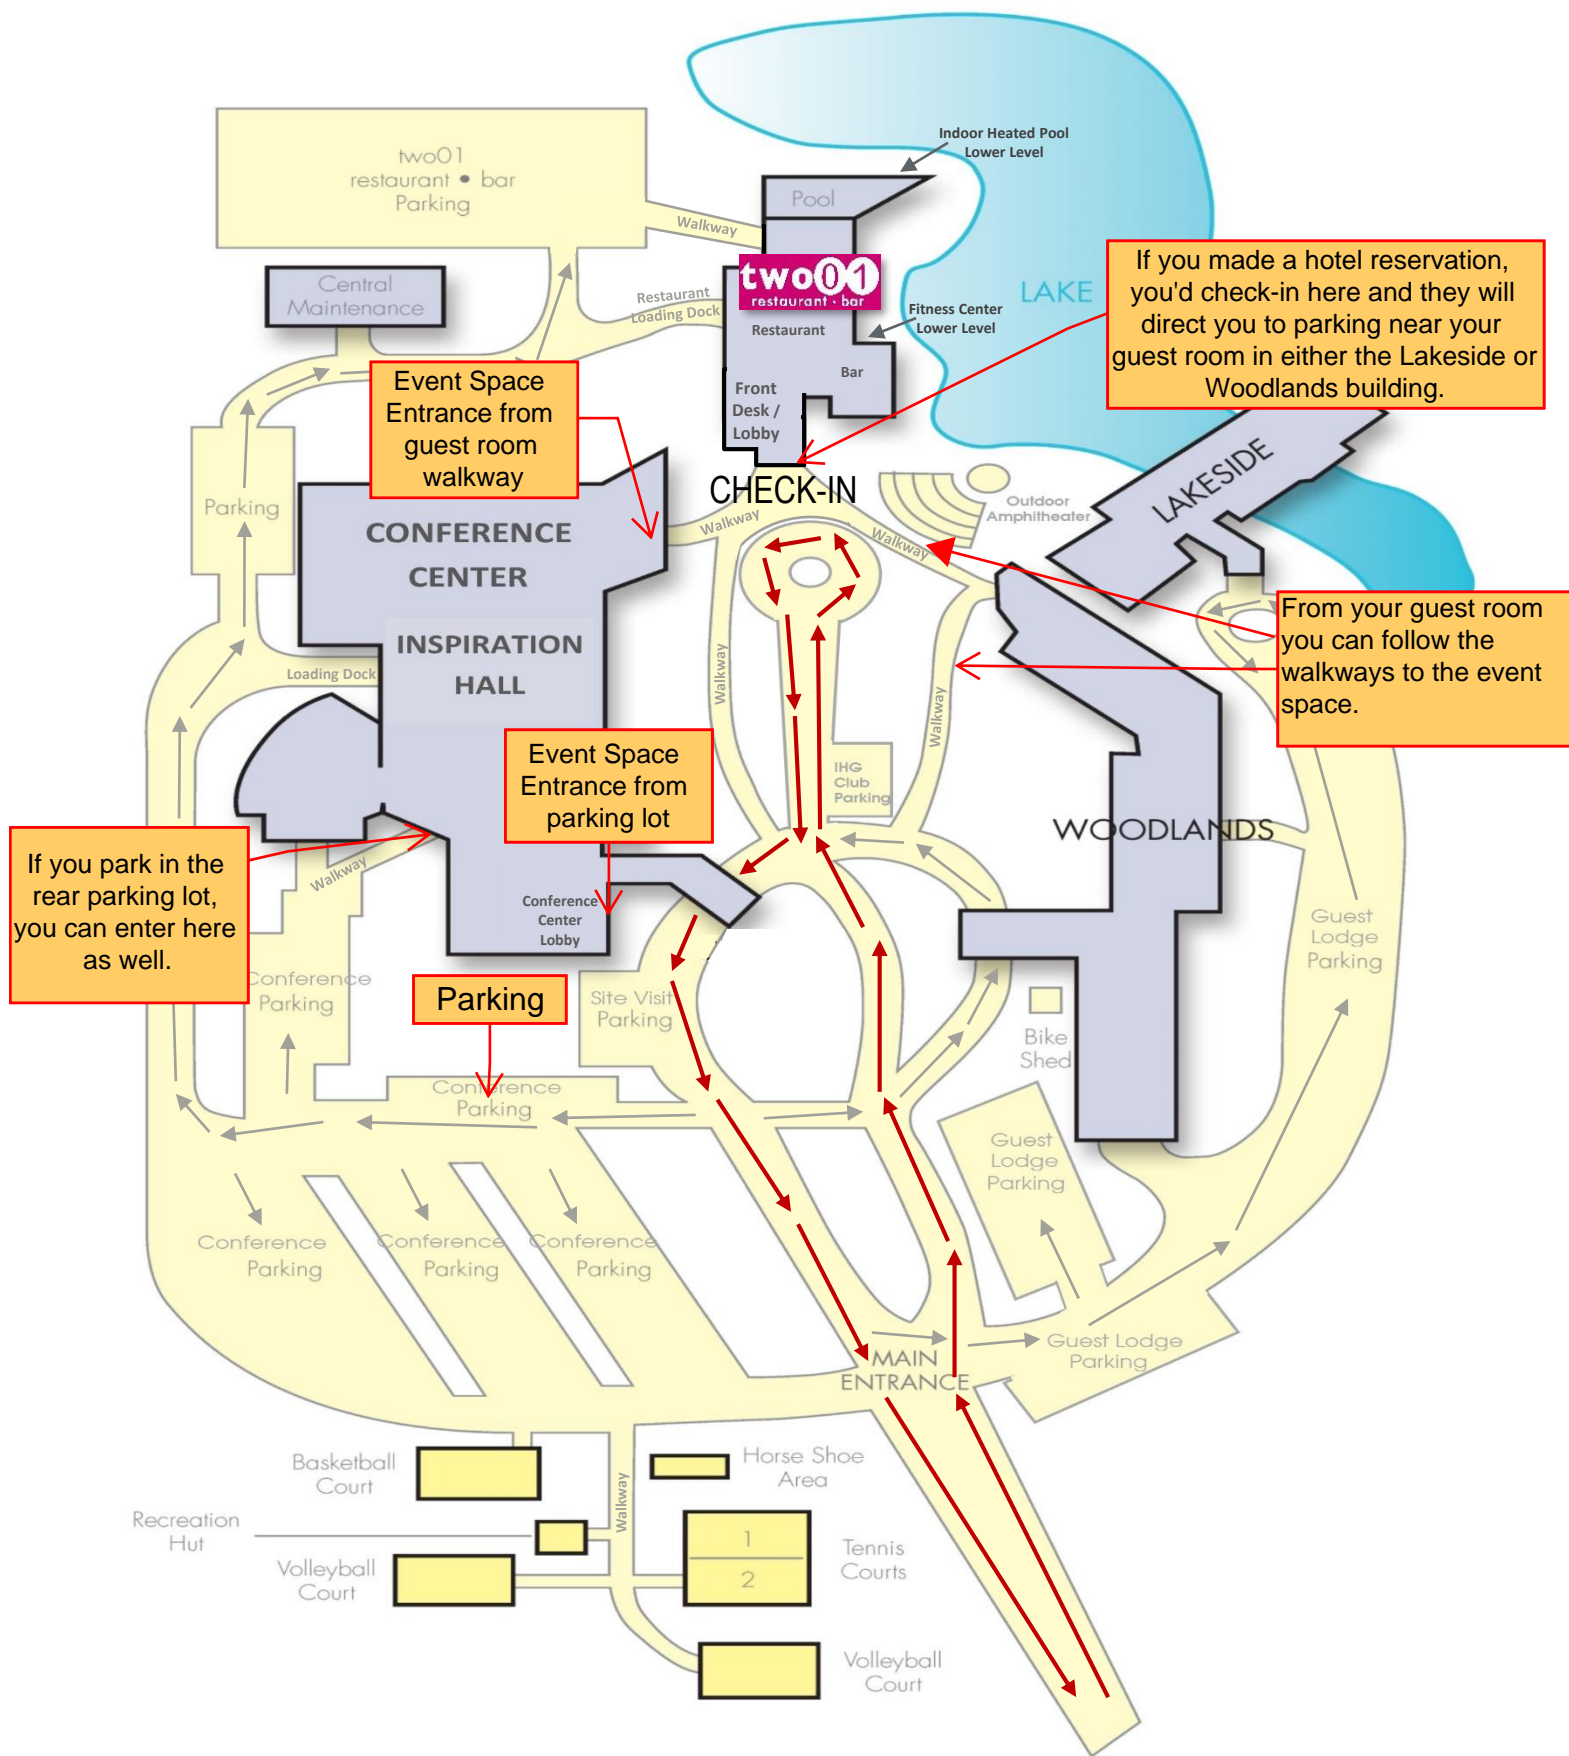 Indoor Heated Pool
Lower Level
two01
restaurant • bar
Parking
Pool
Walkway
If you made a hotel reservation,
you'd check-in here and they will
direct you to parking near your
guest room in either the Lakeside or
Woodlands building.
two01
restaurant • bar
LAKE
Central
Maintenance
Restaurant
Loading Dock
Fitness Center
Lower Level
Restaurant
Bar
Event Space
Entrance from
guest room
walkway
Front
Desk /
Lobby
LAKESIDE
CHECK-IN
Parking
Outdoor
Amphitheater
Walkway
Walkway
CONFERENCE
CENTER
From your guest room
you can follow the
walkways to the event
space.
INSPIRATION
HALL
Loading Dock
Walkway
Walkway
Event Space
Entrance from
parking lot
IHG
Club
Parking
WOODLANDS
If you park in the
rear parking lot,
you can enter here
as well.
Walkway
Conference
Center
Lobby
Guest
Lodge
Parking
Conference
Parking
Parking
Site Visit
Parking
Bike
Shed
Conference
Parking
Guest
Lodge
Parking
Conference
Parking
Conference
Parking
Conference
Parking
Guest Lodge
Parking
MAIN
ENTRANCE
Basketball
Court
Horse Shoe
Area
Walkway
Recreation
Hut
1
2
Tennis
Courts
Volleyball
Court
Volleyball
Court